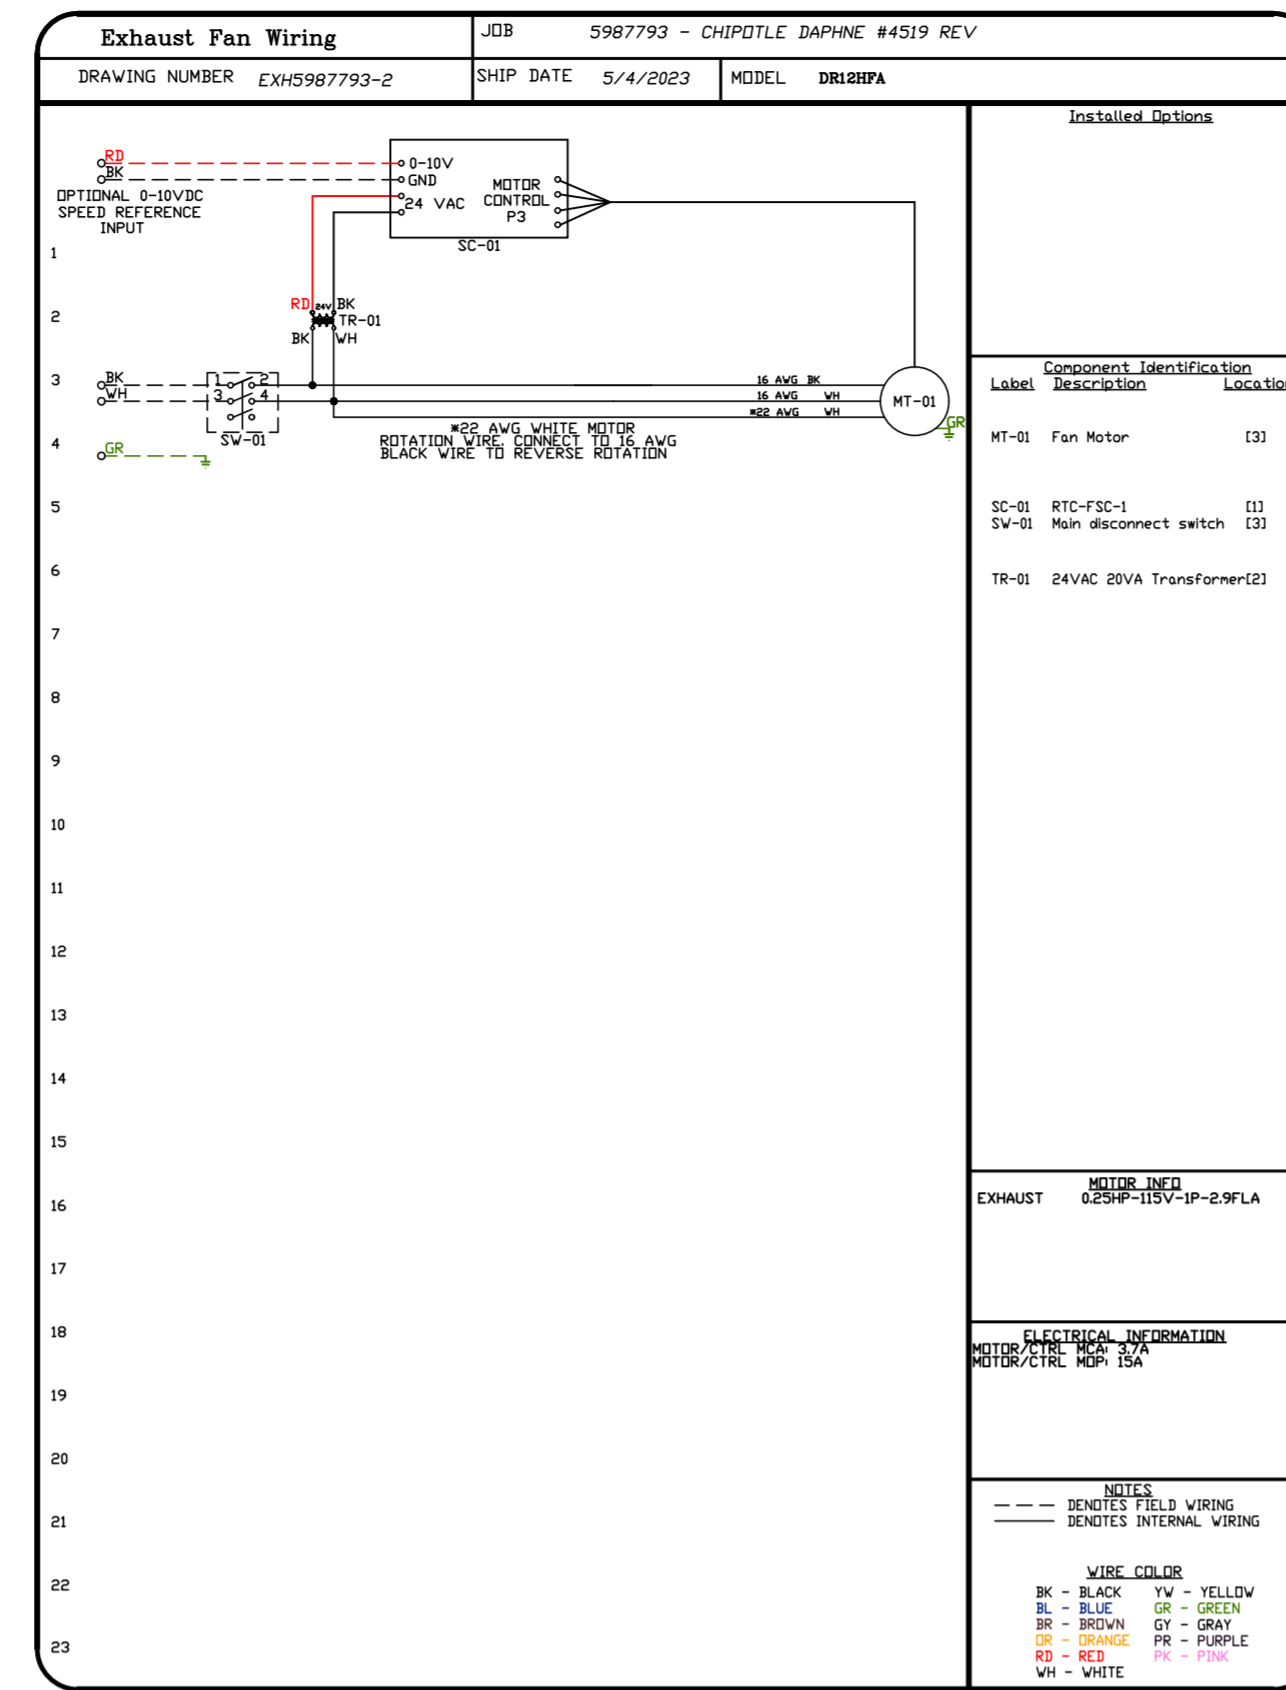 Exhaust Fan Wiring
JOB 5987793 - CHIPOTLE DAPHNE #4519 REV
DRAWING NUMBER EXH5987793-2
SHIP DATE 5/4/2023
MODEL DR12HFA
RD
BK
OPTIONAL 0-10VDC
SPEED REFERENCE
INPUT
0-10V
GND
24 VAC
MOTOR
CONTROL
P3
SC-01
1
2
RD 24V BK
TR-01
BK WH
3
BK
WH
1 2
3 4
SW-01
16 AWG BK
16 AWG WH
*22 AWG WH
MT-01
GR
*22 AWG WHITE MOTOR
ROTATION WIRE. CONNECT TO 16 AWG
BLACK WIRE TO REVERSE ROTATION
4
GR
5
6
7
8
9
10
11
12
13
14
15
16
17
18
19
20
21
22
23
Installed Options
Component Identification
Label Description Location
MT-01 Fan Motor [3]
SC-01 RTC-FSC-1 [1]
SW-01 Main disconnect switch [3]
TR-01 24VAC 20VA Transformer[2]
MOTOR INFO
EXHAUST 0.25HP-115V-1P-2.9FLA
ELECTRICAL INFORMATION
MOTOR/CTRL MCA: 3.7A
MOTOR/CTRL MOP: 15A
NOTES
— — — DENOTES FIELD WIRING
——— DENOTES INTERNAL WIRING
WIRE COLOR
BK - BLACK YW - YELLOW
BL - BLUE GR - GREEN
BR - BROWN GY - GRAY
OR - ORANGE PR - PURPLE
RD - RED PK - PINK
WH - WHITE